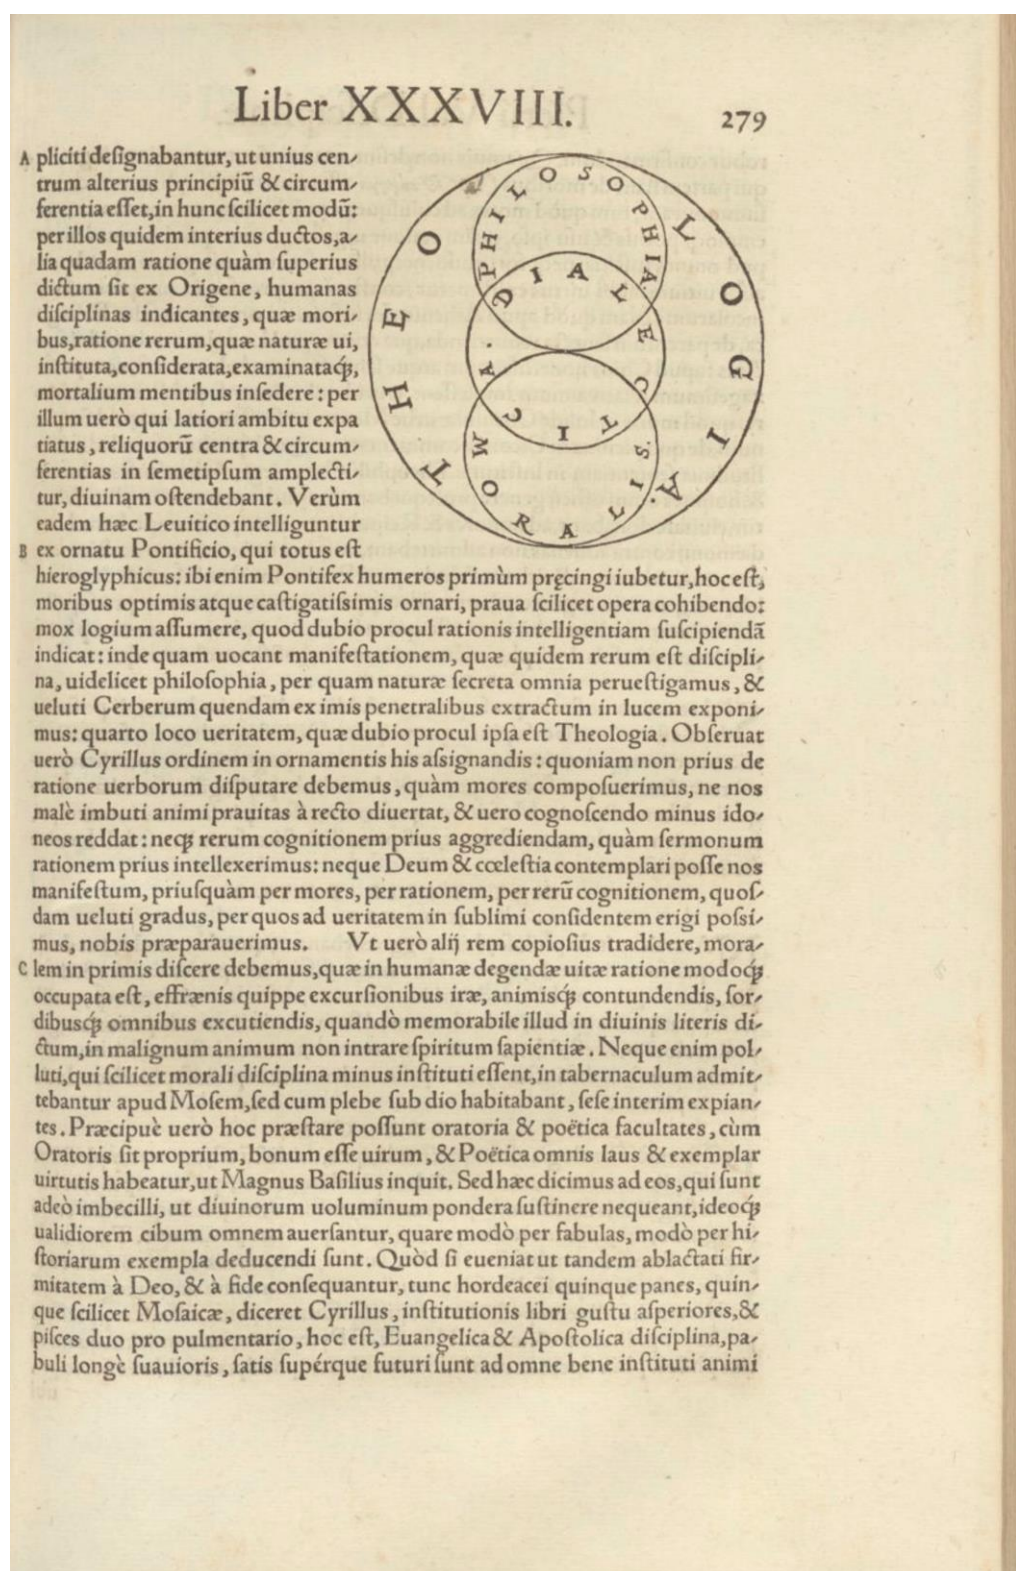 Liber XXXVIII.
279
A pliciti deſignabantur, ut unius cen/
trum alterius principiũ & circum/
ferentia eſſet, in hunc ſcilicet modũ:
per illos quidem interius ductos, a/
lia quadam ratione quàm ſuperius
dictum ſit ex Origene, humanas
diſciplinas indicantes, quæ mori/
bus, ratione rerum, quæ naturæ ui,
inſtituta, conſiderata, examinataqꝫ,
mortalium mentibus inſedere: per
illum uerò qui latiori ambitu expa
tiatus, reliquorũ centra & circum/
ferentias in ſemetipſum amplecti/
tur, diuinam oſtendebant. Verùm
eadem hæc Leuitico intelliguntur
B ex ornatu Pontificio, qui totus eſt
THEOLOGIA.
PHILOSOPHIA.
DIALECTICA.
MORALIS.
hieroglyphicus: ibi enim Pontifex humeros primùm pręcingi iubetur, hoc eſt,
moribus optimis atque caſtigatiſsimis ornari, praua ſcilicet opera cohibendo:
mox logium aſſumere, quod dubio procul rationis intelligentiam ſuſcipiendã
indicat: inde quam uocant manifeſtationem, quæ quidem rerum eſt diſcipli/
na, uidelicet philoſophia, per quam naturæ ſecreta omnia perueſtigamus, &
ueluti Cerberum quendam ex imis penetralibus extractum in lucem exponi/
mus: quarto loco ueritatem, quæ dubio procul ipſa eſt Theologia. Obſeruat
uerò Cyrillus ordinem in ornamentis his aſsignandis: quoniam non prius de
ratione uerborum diſputare debemus, quàm mores compoſuerimus, ne nos
malè imbuti animi prauitas à recto diuertat, & uero cognoſcendo minus ido/
neos reddat: neqꝫ rerum cognitionem prius aggrediendam, quàm ſermonum
rationem prius intellexerimus: neque Deum & cœleſtia contemplari poſſe nos
manifeſtum, priuſquàm per mores, per rationem, per rerũ cognitionem, quoſ/
dam ueluti gradus, per quos ad ueritatem in ſublimi conſidentem erigi poſsi/
mus, nobis præparauerimus. Vt uerò alij rem copioſius tradidere, mora/
C lem in primis diſcere debemus, quæ in humanæ degendæ uitæ ratione modoqꝫ
occupata eſt, effrænis quippe excurſionibus iræ, animisqꝫ contundendis, ſor/
dibusqꝫ omnibus excutiendis, quandò memorabile illud in diuinis literis di/
ctum, in malignum animum non intrare ſpiritum ſapientiæ. Neque enim pol/
luti, qui ſcilicet morali diſciplina minus inſtituti eſſent, in tabernaculum admit/
tebantur apud Moſem, ſed cum plebe ſub dio habitabant, ſeſe interim expian/
tes. Præcipuè uerò hoc præſtare poſſunt oratoria & poëtica facultates, cùm
Oratoris ſit proprium, bonum eſſe uirum, & Poëtica omnis laus & exemplar
uirtutis habeatur, ut Magnus Baſilius inquit. Sed hæc dicimus ad eos, qui ſunt
adeò imbecilli, ut diuinorum uoluminum pondera ſuſtinere nequeant, ideoqꝫ
ualidiorem cibum omnem auerſantur, quare modò per fabulas, modò per hi/
ſtoriarum exempla deducendi ſunt. Quòd ſi eueniat ut tandem ablactati fir/
mitatem à Deo, & à fide conſequantur, tunc hordeacei quinque panes, quin/
que ſcilicet Moſaicæ, diceret Cyrillus, inſtitutionis libri guſtu aſperiores, &
piſces duo pro pulmentario, hoc eſt, Euangelica & Apoſtolica diſciplina, pa/
buli longè ſuauioris, ſatis ſupérque futuri ſunt ad omne bene inſtituti animi